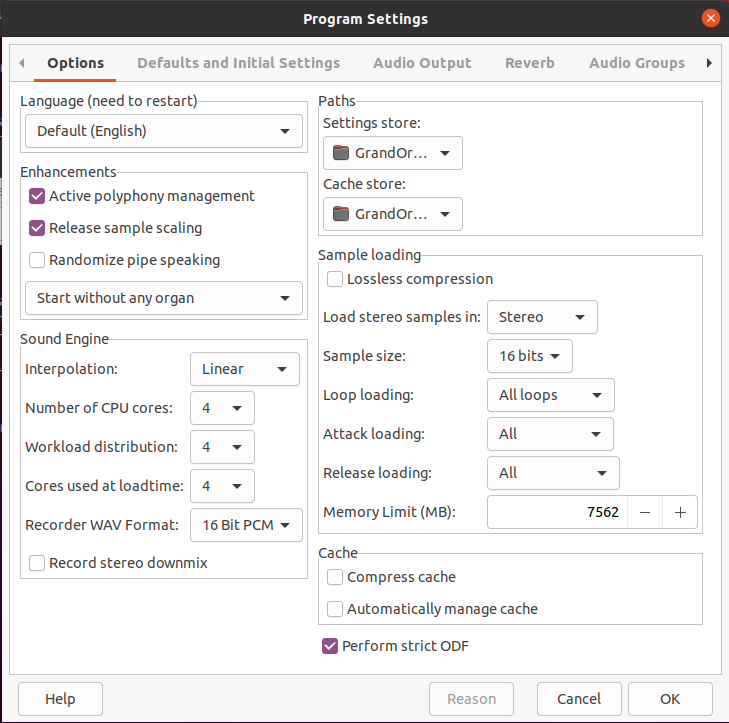 Program Settings
Options
Defaults and Initial Settings
Audio Output
Reverb
Audio Groups
Language (need to restart)
Default (English)
Enhancements
Active polyphony management
Release sample scaling
Randomize pipe speaking
Start without any organ
Sound Engine
Interpolation: Linear
Number of CPU cores: 4
Workload distribution: 4
Cores used at loadtime: 4
Recorder WAV Format: 16 Bit PCM
Record stereo downmix
Paths
Settings store:
GrandOr...
Cache store:
GrandOr...
Sample loading
Lossless compression
Load stereo samples in: Stereo
Sample size: 16 bits
Loop loading: All loops
Attack loading: All
Release loading: All
Memory Limit (MB): 7562 − +
Cache
Compress cache
Automatically manage cache
Perform strict ODF
Help
Reason
Cancel
OK